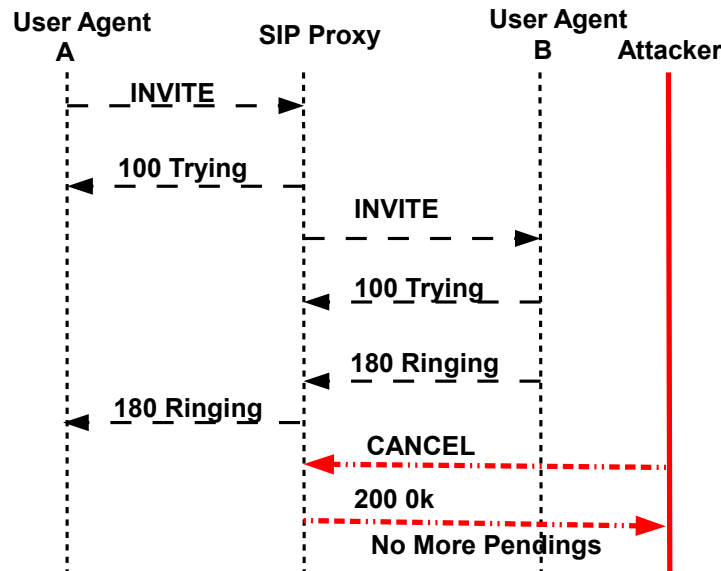 User Agent
A
SIP Proxy
User Agent
B
Attacker
INVITE
100 Trying
INVITE
100 Trying
180 Ringing
180 Ringing
CANCEL
200 0k
No More Pendings